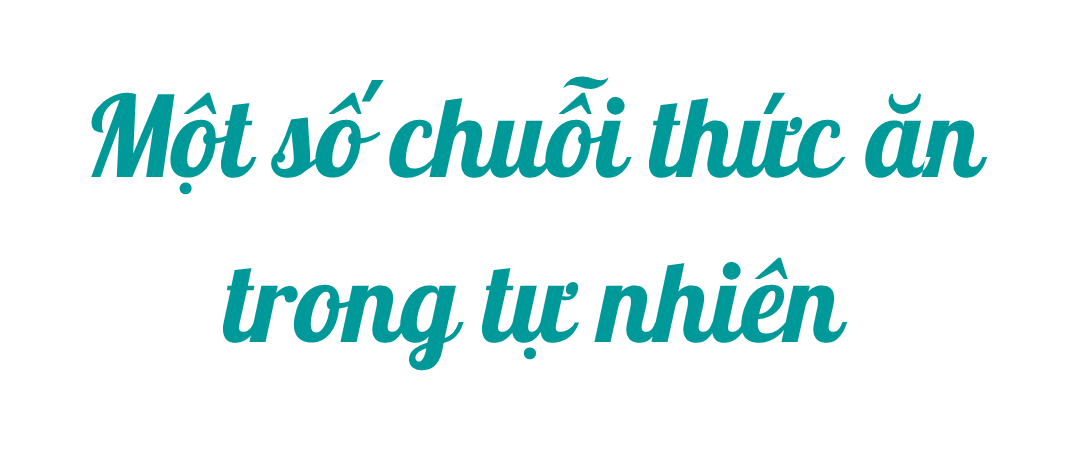 Một số chuỗi thức ăn
trong tự nhiên